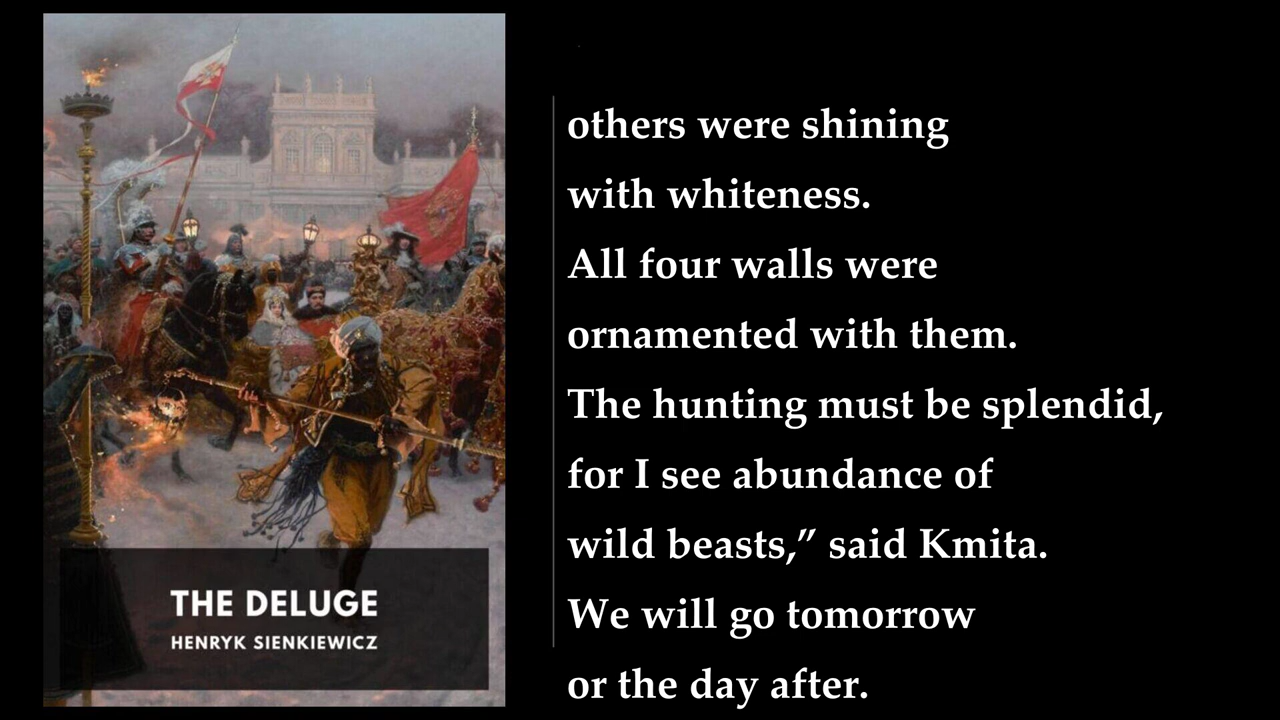 THE DELUGE
HENRYK SIENKIEWICZ
others were shining
with whiteness.
All four walls were
ornamented with them.
The hunting must be splendid,
for I see abundance of
wild beasts,” said Kmita.
We will go tomorrow
or the day after.